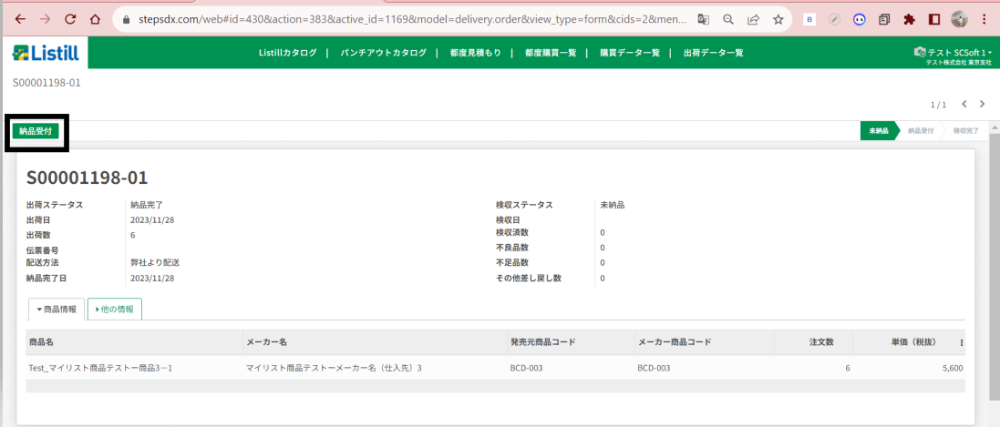 stepsdx.com/web#id=430&action=383&active_id=1169&model=delivery.order&view_type=form&cids=2&men...
B
Listill
Listillカタログ | パンチアウトカタログ | 都度見積もり | 都度購買一覧 | 購買データ一覧 | 出荷データ一覧
テスト SCSoft 1
テスト株式会社 東京支社
S00001198-01
1 / 1
納品受付
未納品 納品受付 検収完了
S00001198-01
出荷ステータス 納品完了 検収ステータス 未納品
出荷日 2023/11/28 検収日
出荷数 6 検収済数 0
伝票番号 不良品数 0
配送方法 弊社より配送 不足品数 0
納品完了日 2023/11/28 その他差し戻し数 0
商品情報 他の情報
商品名 メーカー名 発売元商品コード メーカー商品コード 注文数 単価（税抜）
Test_マイリスト商品テストー商品3ー1 マイリスト商品テストーメーカー名（仕入先）3 BCD-003 BCD-003 6 5,600